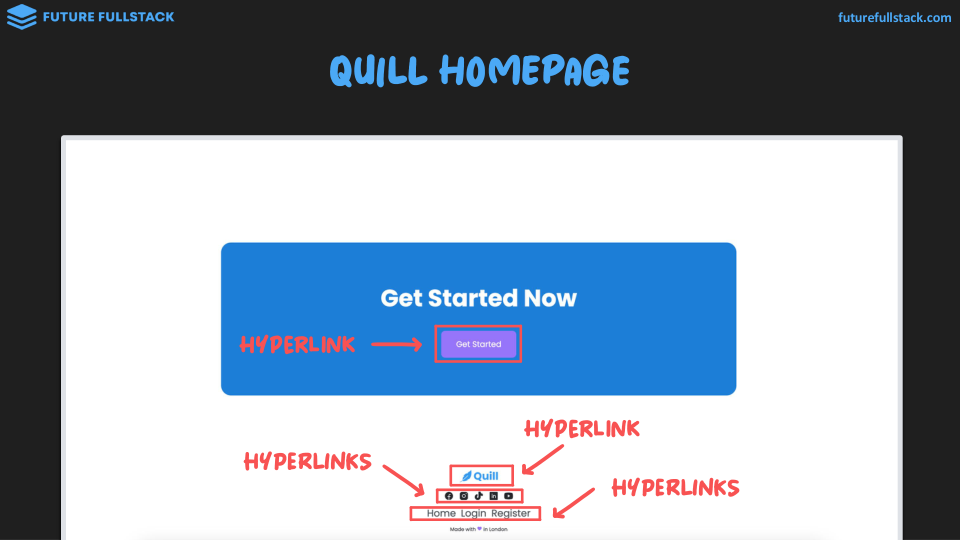 FUTURE FULLSTACK
futurefullstack.com
QUILL HOMEPAGE
Get Started Now
HYPERLINK
Get Started
HYPERLINK
HYPERLINKS
Quill
HYPERLINKS
Home Login Register
Made with 💜 in London